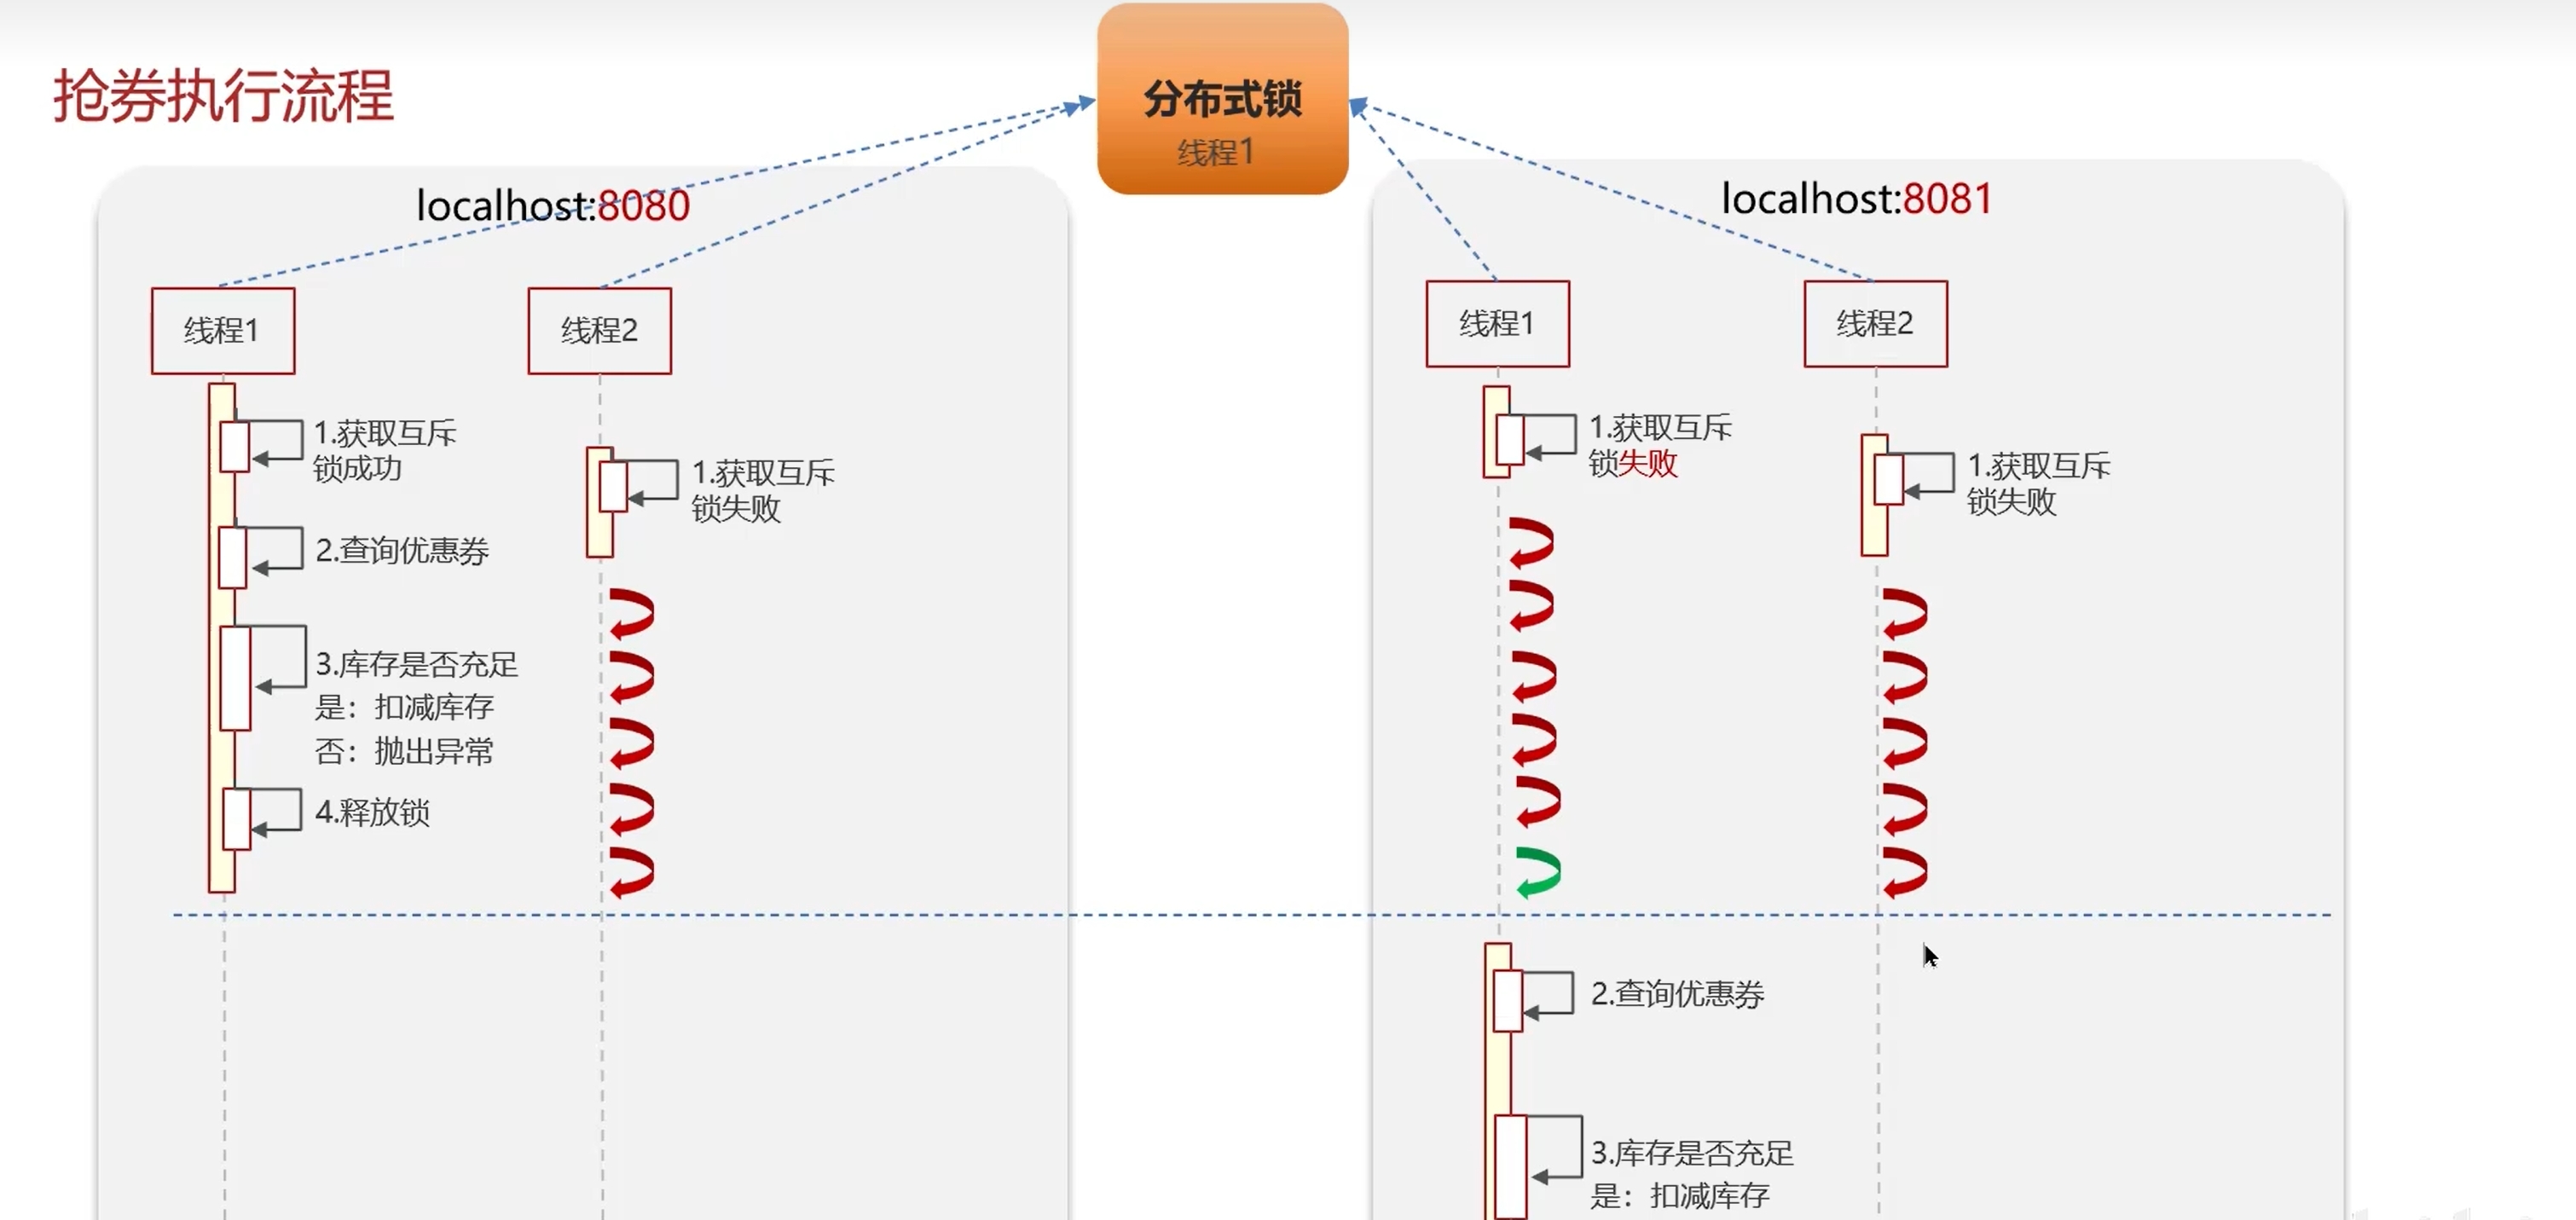 抢券执行流程
分布式锁
线程1
localhost:8080
线程1
线程2
1.获取互斥
锁成功
2.查询优惠券
3.库存是否充足
是：扣减库存
否：抛出异常
4.释放锁
1.获取互斥
锁失败
localhost:8081
线程1
线程2
1.获取互斥
锁失败
1.获取互斥
锁失败
2.查询优惠券
3.库存是否充足
是：扣减库存